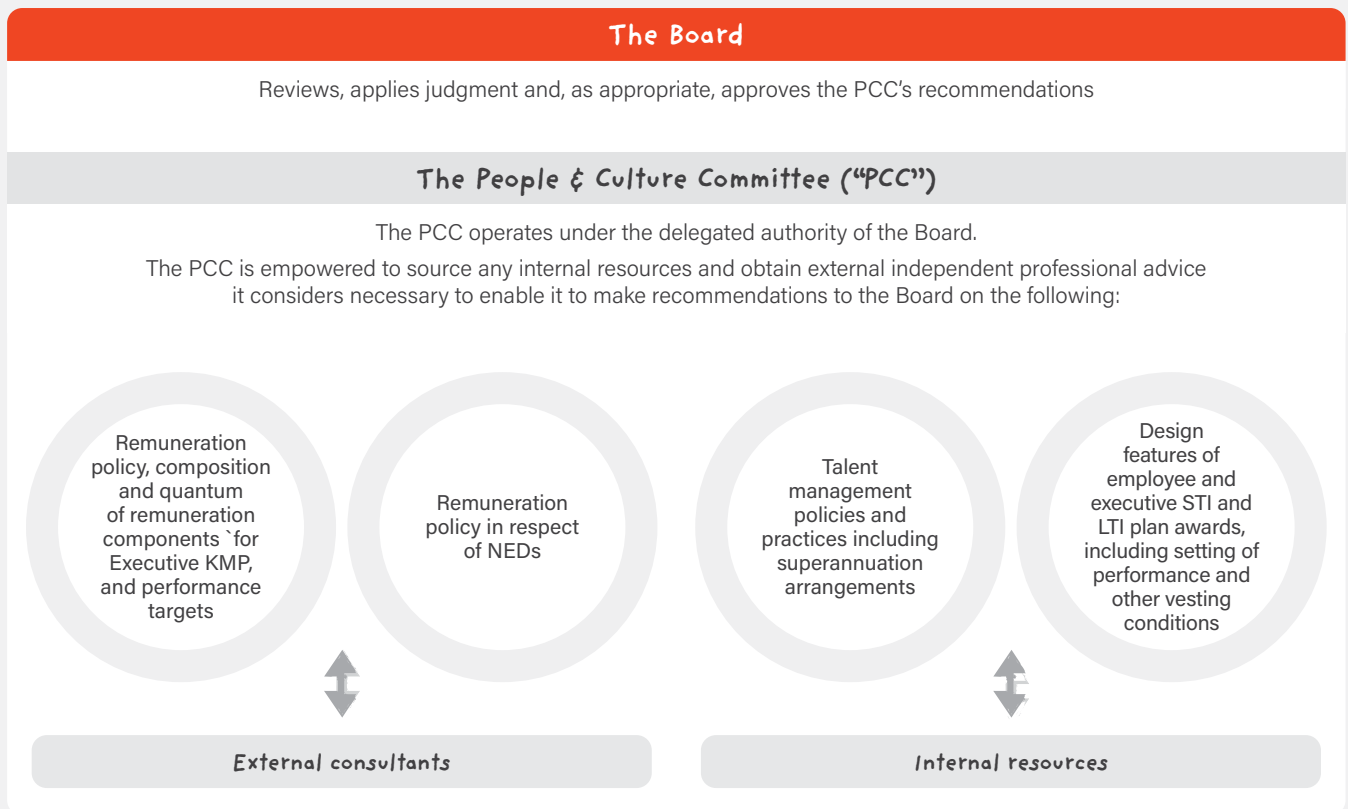 The Board
Reviews, applies judgment and, as appropriate, approves the PCC's recommendations
The People & Culture Committee (“PCC”)
The PCC operates under the delegated authority of the Board.
The PCC is empowered to source any internal resources and obtain external independent professional advice
it considers necessary to enable it to make recommendations to the Board on the following:
Remuneration
policy, composition
and quantum
of remuneration
components `for
Executive KMP,
and performance
targets
Remuneration
policy in respect
of NEDs
Talent
management
policies and
practices including
superannuation
arrangements
Design
features of
employee and
executive STI and
LTI plan awards,
including setting of
performance and
other vesting
conditions
External consultants
Internal resources